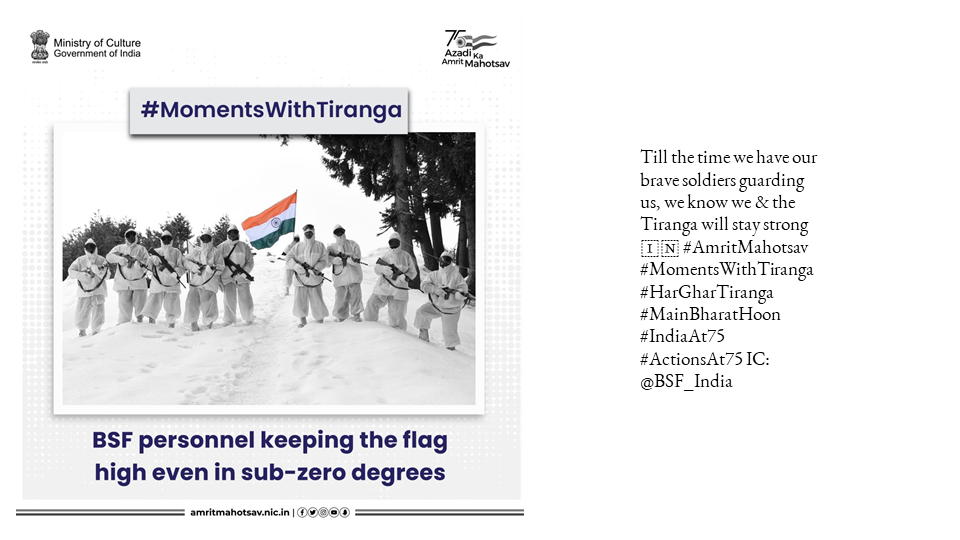 Ministry of Culture
Government of India
75
Azadi Ka
Amrit Mahotsav
#MomentsWithTiranga
BSF personnel keeping the flag
high even in sub-zero degrees
amritmahotsav.nic.in |
Till the time we have our
brave soldiers guarding
us, we know we & the
Tiranga will stay strong
🇮🇳 #AmritMahotsav
#MomentsWithTiranga
#HarGharTiranga
#MainBharatHoon
#IndiaAt75
#ActionsAt75 IC:
@BSF_India